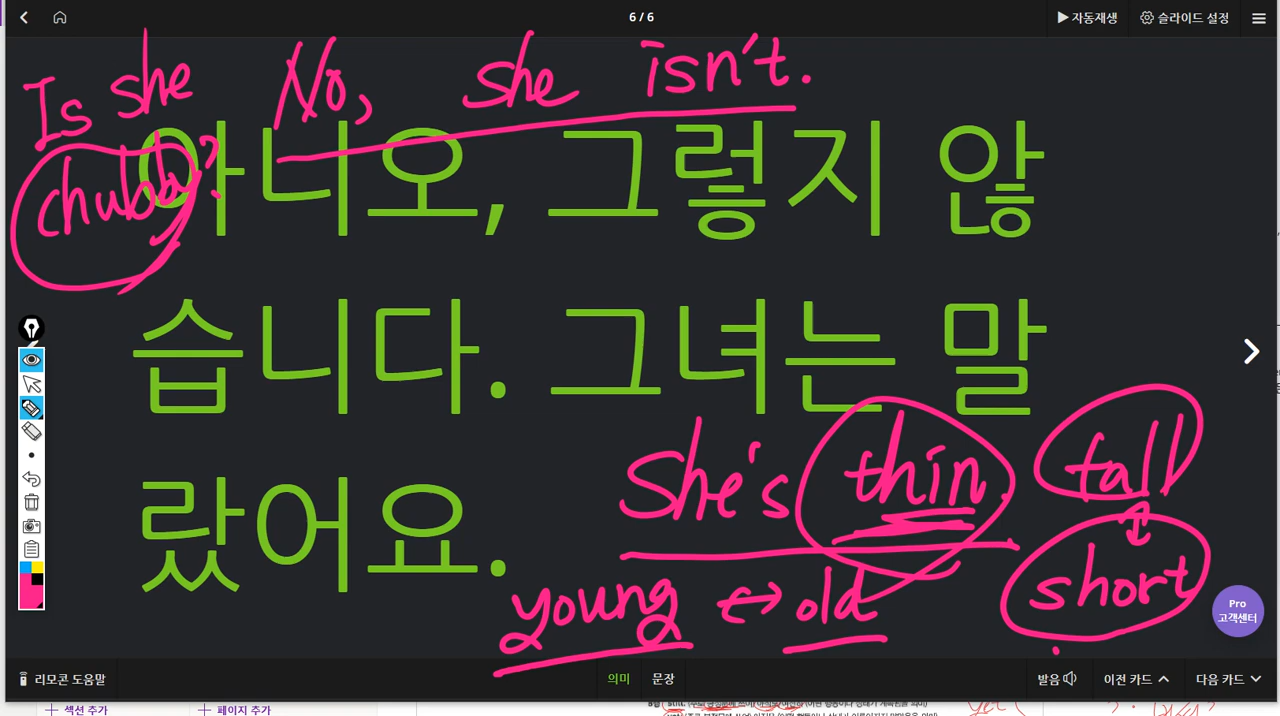 6 / 6
자동재생
슬라이드 설정
Is she
chubby?
No, she isn't.
아니오, 그렇지 않
습니다. 그녀는 말
랐어요.
She's thin
tall
short
young ↔ old
Pro
고객센터
리모콘 도움말
의미
문장
발음
이전 카드
다음 카드
섹션 추가
페이지 추가